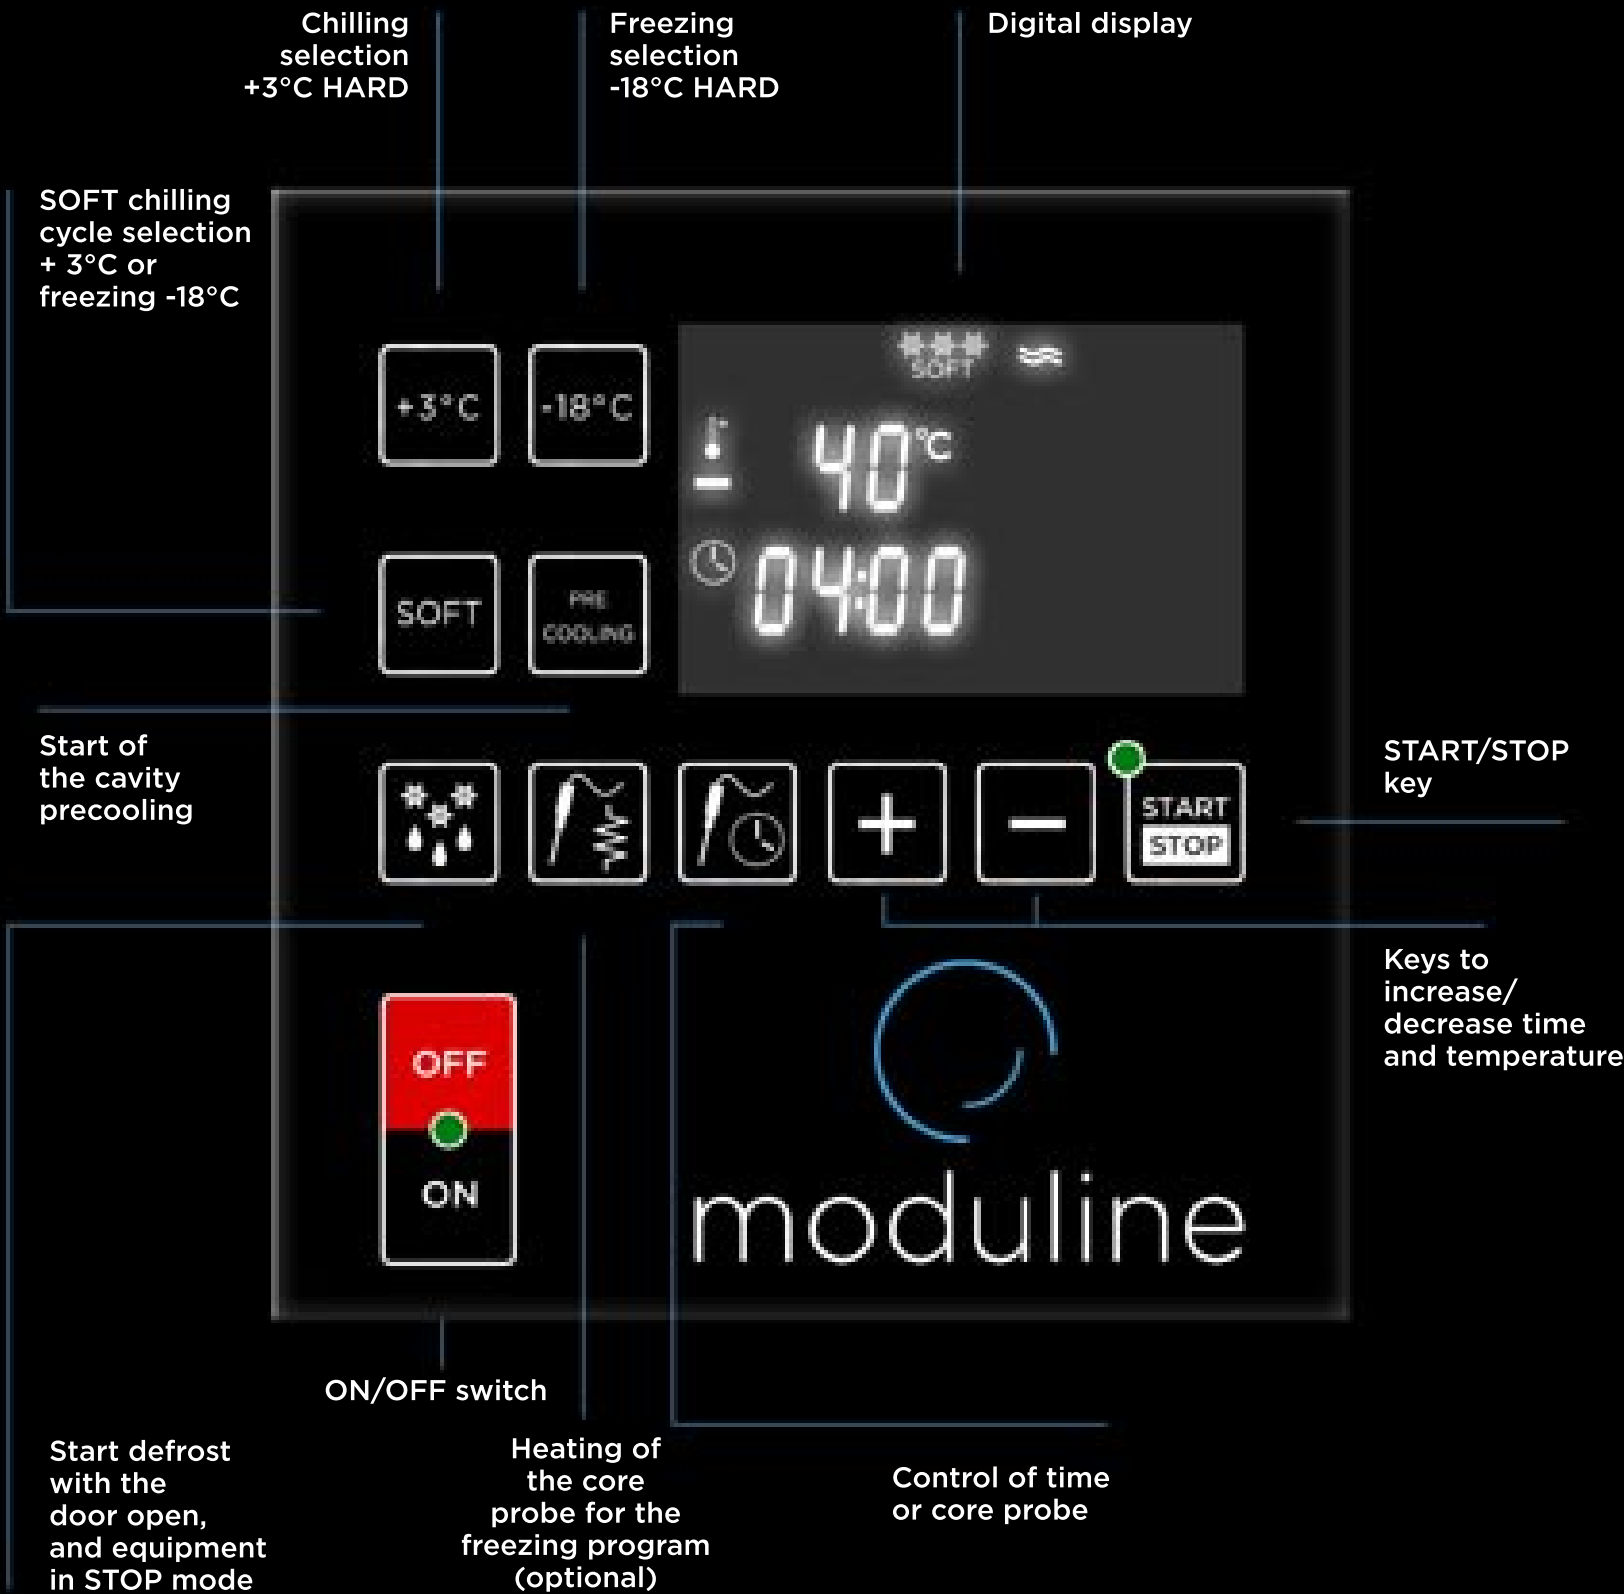 Chilling
selection
+3°C HARD
Freezing
selection
-18°C HARD
Digital display
SOFT chilling
cycle selection
+ 3°C or
freezing -18°C
+3°C
-18°C
SOFT
40°C
04:00
SOFT
PRE
COOLING
Start of
the cavity
precooling
START
STOP
START/STOP
key
Keys to
increase/
decrease time
and temperature
OFF
ON
moduline
ON/OFF switch
Start defrost
with the
door open,
and equipment
in STOP mode
Heating of
the core
probe for the
freezing program
(optional)
Control of time
or core probe